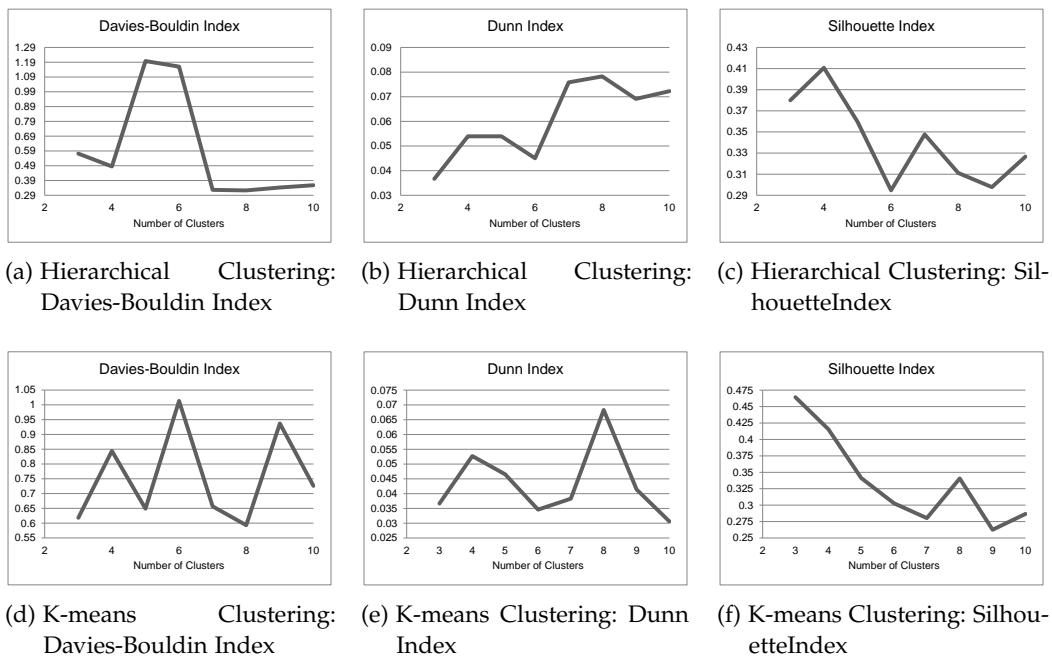 Davies-Bouldin Index
1.29
1.19
1.09
0.99
0.89
0.79
0.69
0.59
0.49
0.39
0.29
2 4 6 8 10
Number of Clusters
(a) Hierarchical Clustering:
Davies-Bouldin Index
Dunn Index
0.09
0.08
0.07
0.06
0.05
0.04
0.03
2 4 6 8 10
Number of Clusters
(b) Hierarchical Clustering:
Dunn Index
Silhouette Index
0.43
0.41
0.39
0.37
0.35
0.33
0.31
0.29
2 4 6 8 10
Number of Clusters
(c) Hierarchical Clustering: Sil-
houetteIndex
Davies-Bouldin Index
1.05
1
0.95
0.9
0.85
0.8
0.75
0.7
0.65
0.6
0.55
2 4 6 8 10
Number of Clusters
(d) K-means Clustering:
Davies-Bouldin Index
Dunn Index
0.075
0.07
0.065
0.06
0.055
0.05
0.045
0.04
0.035
0.03
0.025
2 3 4 5 6 7 8 9 10
Number of Clusters
(e) K-means Clustering: Dunn
Index
Silhouette Index
0.475
0.45
0.425
0.4
0.375
0.35
0.325
0.3
0.275
0.25
2 3 4 5 6 7 8 9 10
Number of Clusters
(f) K-means Clustering: Silhou-
etteIndex